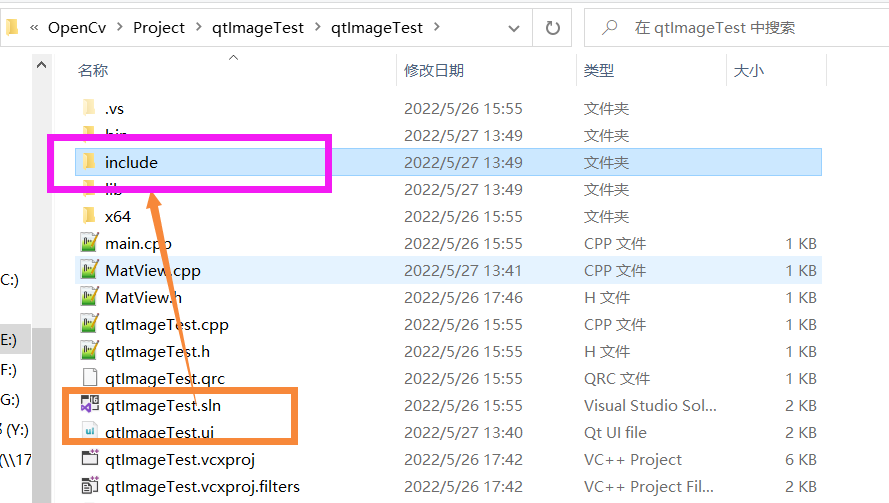 « OpenCv > Project > qtImageTest > qtImageTest >
在 qtImageTest 中搜索
名称 修改日期 类型 大小
.vs 2022/5/26 15:55 文件夹
bin 2022/5/27 13:49 文件夹
include 2022/5/27 13:49 文件夹
lib 2022/5/27 13:49 文件夹
x64 2022/5/26 15:55 文件夹
main.cpp 2022/5/26 15:55 CPP 文件 1 KB
C:)
MatView.cpp 2022/5/27 13:41 CPP 文件 1 KB
MatView.h 2022/5/26 17:46 H 文件 1 KB
qtImageTest.cpp 2022/5/26 15:55 CPP 文件 1 KB
E:)
qtImageTest.h 2022/5/26 15:55 H 文件 1 KB
F:)
qtImageTest.qrc 2022/5/26 15:55 QRC 文件 1 KB
G:)
qtImageTest.sln 2022/5/26 15:55 Visual Studio Sol... 2 KB
(Y:)
qtImageTest.ui 2022/5/27 13:40 Qt UI file 2 KB
(\\17
qtImageTest.vcxproj 2022/5/26 17:42 VC++ Project 6 KB
qtImageTest.vcxproj.filters 2022/5/26 17:42 VC++ Project Fil... 2 KB